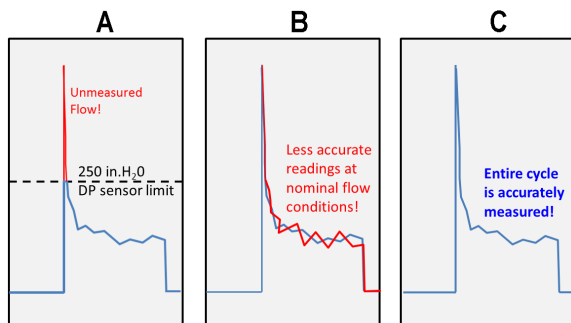 A
B
C
Unmeasured
Flow!
250 in.H₂0
DP sensor limit
Less accurate
readings at
nominal flow
conditions!
Entire cycle
is accurately
measured!